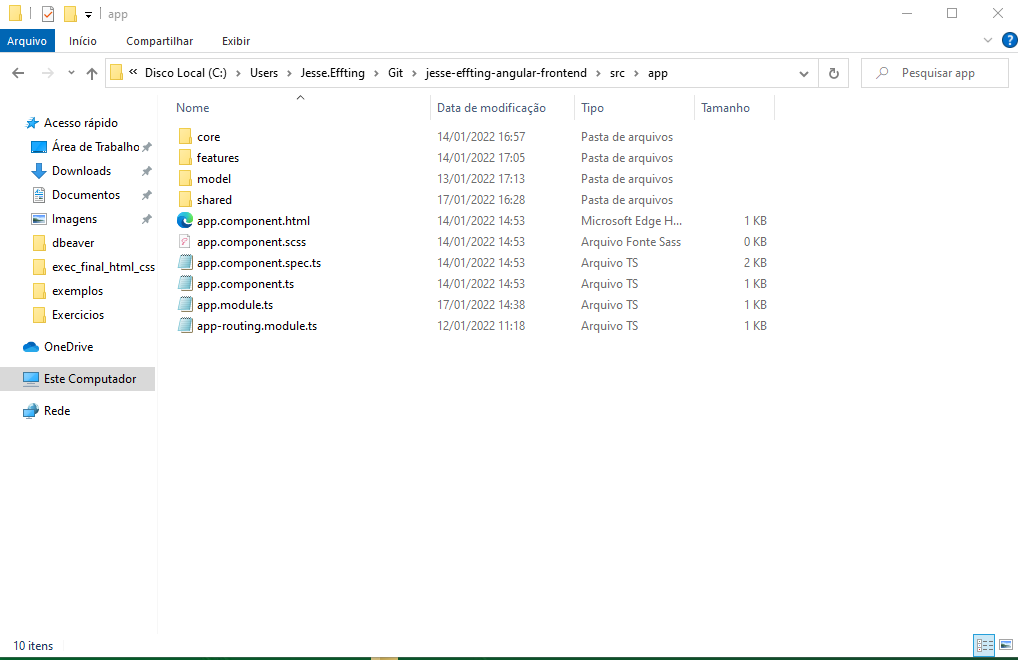 app
Arquivo Início Compartilhar Exibir ?
« Disco Local (C:) › Users › Jesse.Effting › Git › jesse-effting-angular-frontend › src › app Pesquisar app
Nome Data de modificação Tipo Tamanho
Acesso rápido
Área de Trabalho
Downloads
Documentos
Imagens
dbeaver
exec_final_html_css
exemplos
Exercicios
OneDrive
Este Computador
Rede
core 14/01/2022 16:57 Pasta de arquivos
features 14/01/2022 17:05 Pasta de arquivos
model 13/01/2022 17:13 Pasta de arquivos
shared 17/01/2022 16:28 Pasta de arquivos
app.component.html 14/01/2022 14:53 Microsoft Edge H... 1 KB
app.component.scss 14/01/2022 14:53 Arquivo Fonte Sass 0 KB
app.component.spec.ts 14/01/2022 14:53 Arquivo TS 2 KB
app.component.ts 14/01/2022 14:53 Arquivo TS 1 KB
app.module.ts 17/01/2022 14:38 Arquivo TS 1 KB
app-routing.module.ts 12/01/2022 11:18 Arquivo TS 1 KB
10 itens